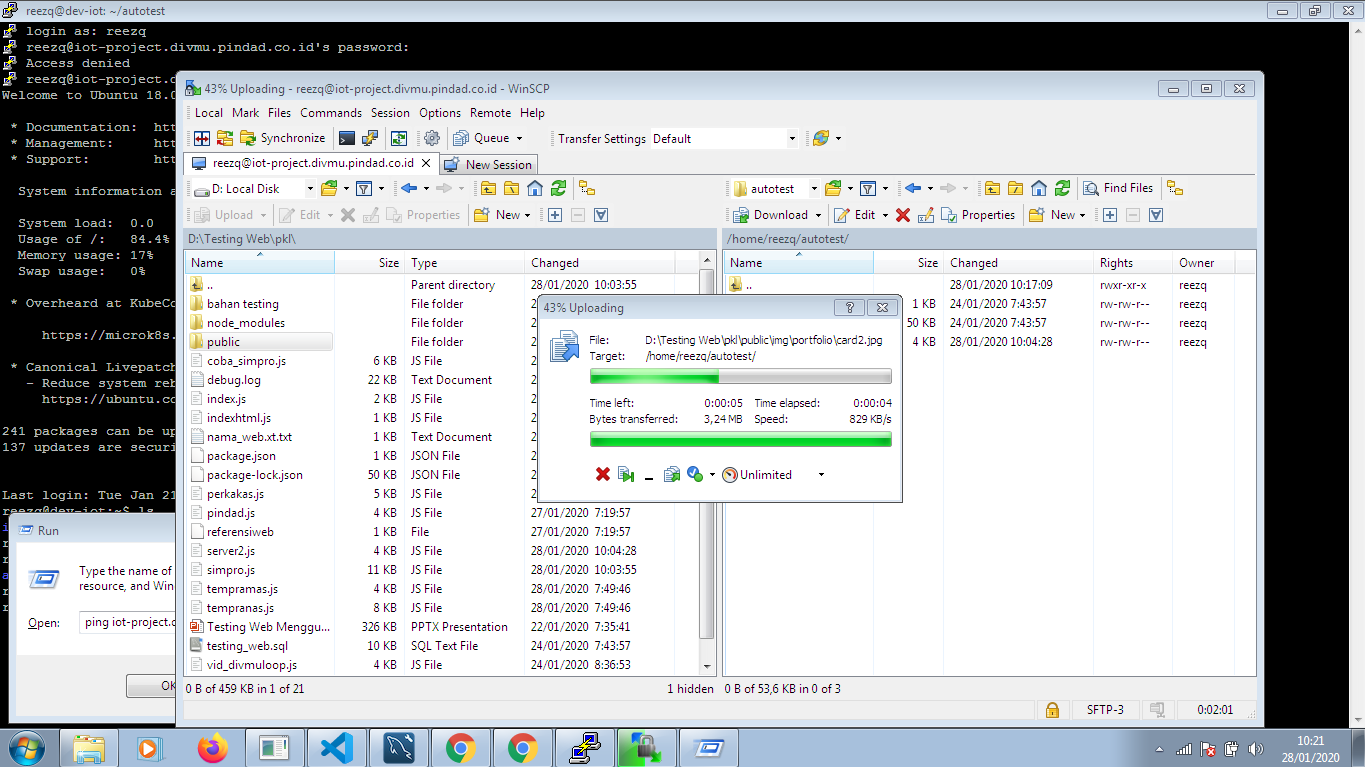 reezq@dev-iot: ~/autotest
login as: reezq
reezq@iot-project.divmu.pindad.co.id's password:
Access denied
reezq@iot-project.d
Welcome to Ubuntu 18.0
* Documentation: htt
* Management: htt
* Support: htt
System information a
System load: 0.0
Usage of /: 84.4%
Memory usage: 17%
Swap usage: 0%
* Overheard at KubeCo
https://microk8s.
* Canonical Livepatch
- Reduce system reb
https://ubuntu.co
241 packages can be up
137 updates are securi
Last login: Tue Jan 21
reezq@dev-iot:~$ ls
Run
Type the name of
resource, and Win
Open: ping iot-project.c
OK
43% Uploading - reezq@iot-project.divmu.pindad.co.id - WinSCP
Local Mark Files Commands Session Options Remote Help
Synchronize Queue Transfer Settings Default
reezq@iot-project.divmu.pindad.co.id New Session
D: Local Disk
Upload Edit Properties New
D:\Testing Web\pkl\
Name Size Type Changed
.. Parent directory 28/01/2020 10:03:55
bahan testing File folder
node_modules File folder
public File folder
coba_simpro.js 6 KB JS File
debug.log 22 KB Text Document
index.js 2 KB JS File
indexhtml.js 1 KB JS File
nama_web.xt.txt 1 KB Text Document
package.json 1 KB JSON File
package-lock.json 50 KB JSON File
perkakas.js 5 KB JS File
pindad.js 4 KB JS File 27/01/2020 7:19:57
referensiweb 1 KB File 27/01/2020 7:19:57
server2.js 4 KB JS File 28/01/2020 10:04:28
simpro.js 11 KB JS File 28/01/2020 10:03:55
tempramas.js 4 KB JS File 28/01/2020 7:49:46
tempranas.js 8 KB JS File 28/01/2020 7:49:46
Testing Web Menggu... 326 KB PPTX Presentation 22/01/2020 7:35:41
testing_web.sql 10 KB SQL Text File 24/01/2020 7:43:57
vid_divmuloop.js 4 KB JS File 24/01/2020 8:36:53
0 B of 459 KB in 1 of 21 1 hidden
autotest Find Files
Download Edit Properties New
/home/reezq/autotest/
Name Size Changed Rights Owner
.. 28/01/2020 10:17:09 rwxr-xr-x reezq
1 KB 24/01/2020 7:43:57 rw-rw-r-- reezq
50 KB 24/01/2020 7:43:57 rw-rw-r-- reezq
4 KB 28/01/2020 10:04:28 rw-rw-r-- reezq
0 B of 53,6 KB in 0 of 3
43% Uploading
File: D:\Testing Web\pkl\public\img\portfolio\card2.jpg
Target: /home/reezq/autotest/
Time left: 0:00:05 Time elapsed: 0:00:04
Bytes transferred: 3,24 MB Speed: 829 KB/s
Unlimited
SFTP-3 0:02:01
10:21
28/01/2020